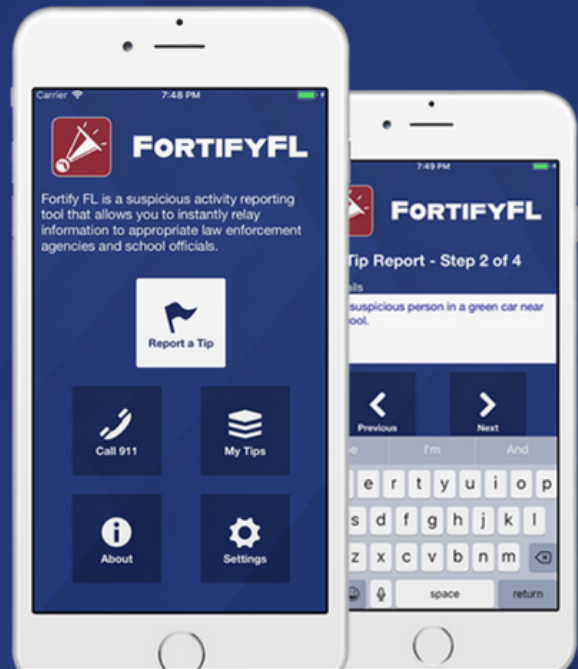 Carrier 7:48 PM
FORTIFYFL
Fortify FL is a suspicious activity reporting
tool that allows you to instantly relay
information to appropriate law enforcement
agencies and school officials.
Report a Tip
Call 911
My Tips
About
Settings
7:49 PM
FORTIFYFL
Tip Report - Step 2 of 4
suspicious person in a green car near
Previous
Next
I'm
And
e r t y u i o p
s d f g h j k l
z x c v b n m
space
return